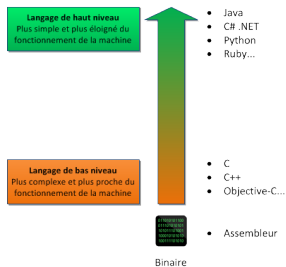 Langage de haut niveau
Plus simple et plus éloigné du
fonctionnement de la machine
• Java
• C# .NET
• Python
• Ruby...
Langage de bas niveau
Plus complexe et plus proche du
fonctionnement de la machine
• C
• C++
• Objective-C...
• Assembleur
Binaire